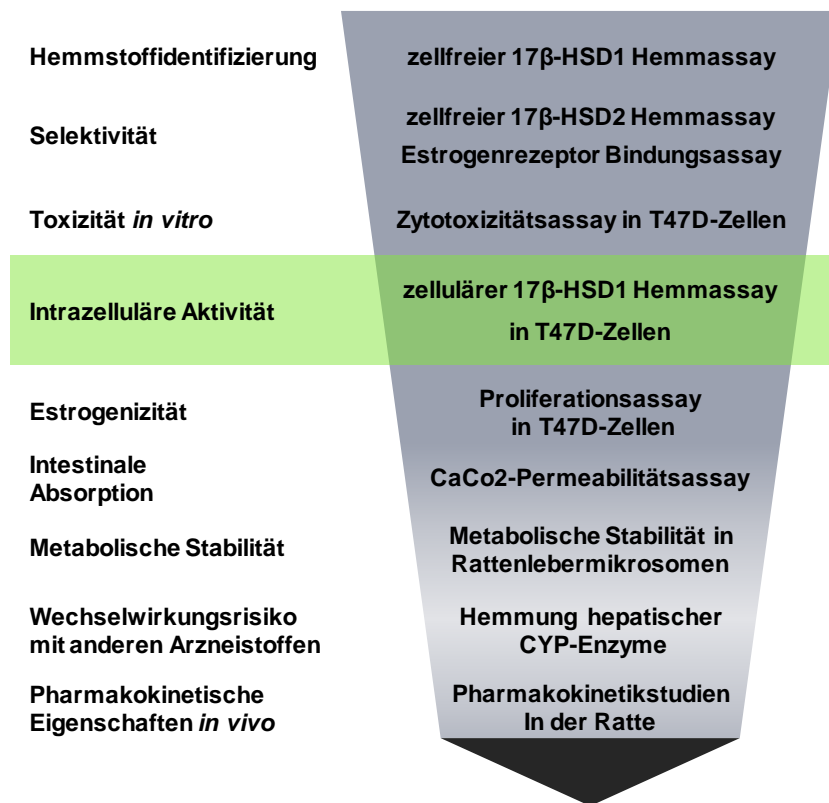 Hemmstoffidentifizierung
zellfreier 17β-HSD1 Hemmassay
Selektivität
zellfreier 17β-HSD2 Hemmassay
Estrogenrezeptor Bindungsassay
Toxizität in vitro
Zytotoxizitätsassay in T47D-Zellen
Intrazelluläre Aktivität
zellulärer 17β-HSD1 Hemmassay
in T47D-Zellen
Estrogenizität
Proliferationsassay
in T47D-Zellen
Intestinale
Absorption
CaCo2-Permeabilitätsassay
Metabolische Stabilität
Metabolische Stabilität in
Rattenlebermikrosomen
Wechselwirkungsrisiko
mit anderen Arzneistoffen
Hemmung hepatischer
CYP-Enzyme
Pharmakokinetische
Eigenschaften in vivo
Pharmakokinetikstudien
In der Ratte